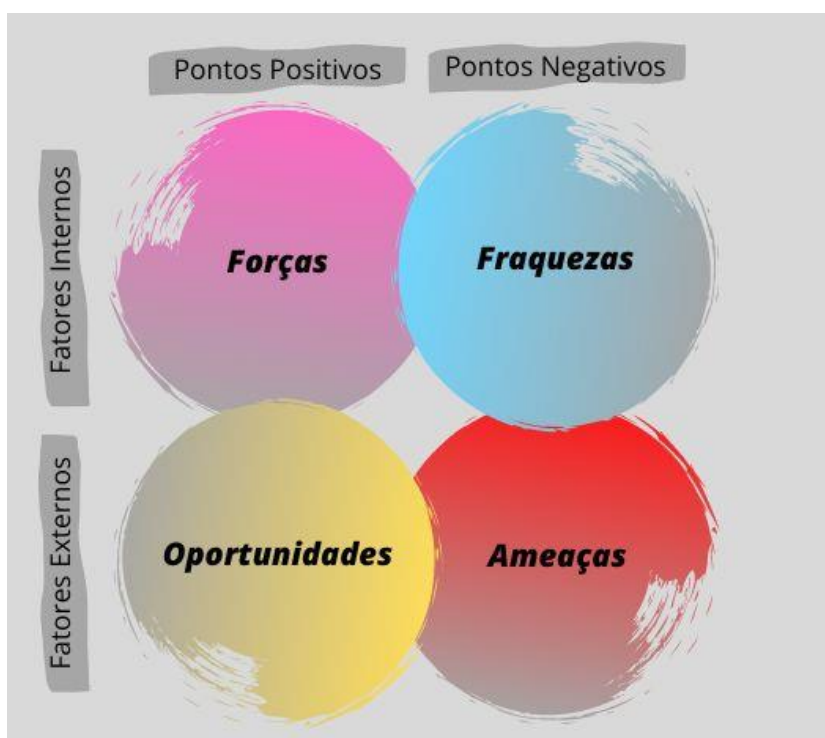 Pontos Positivos
Pontos Negativos
Fatores Internos
Forças
Fraquezas
Fatores Externos
Oportunidades
Ameaças